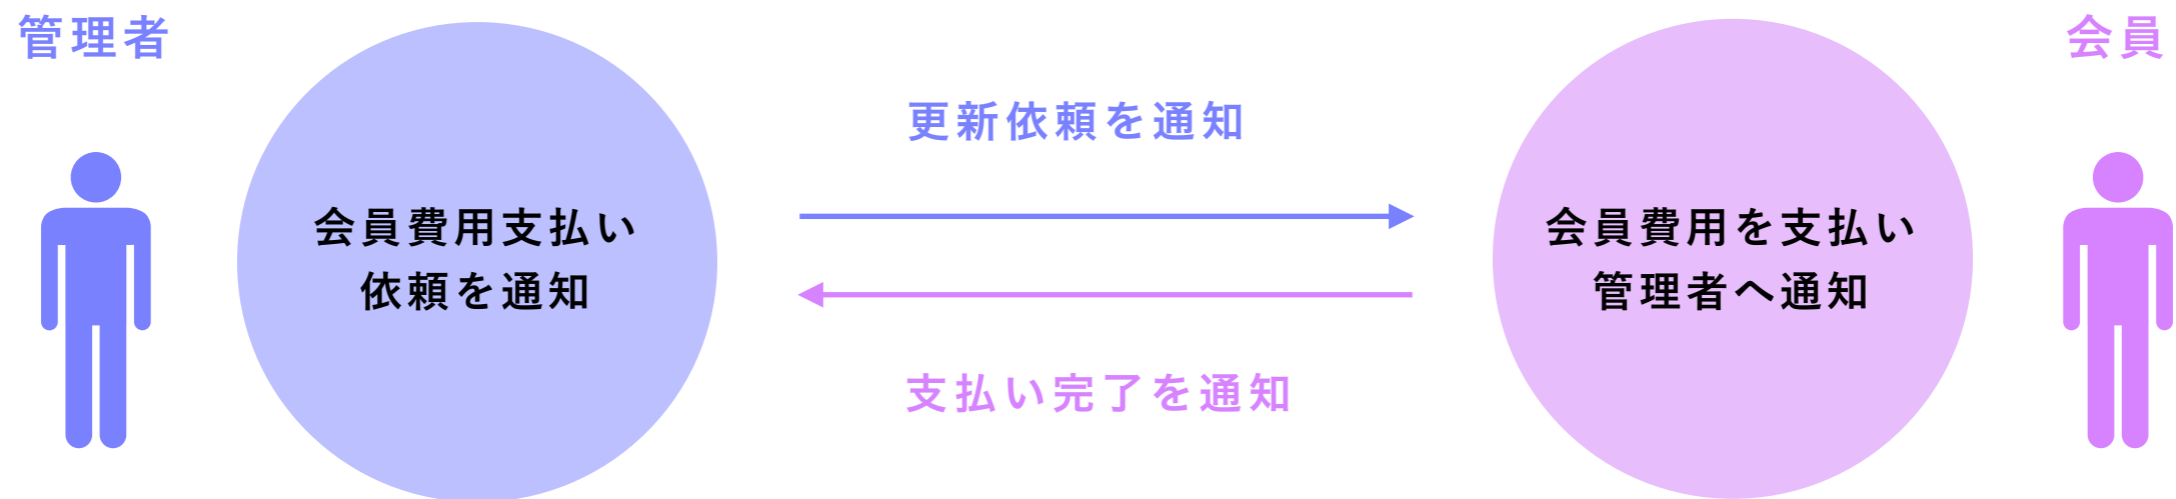 管理者
会員
更新依頼を通知
会員費用支払い
依頼を通知
会員費用を支払い
管理者へ通知
支払い完了を通知